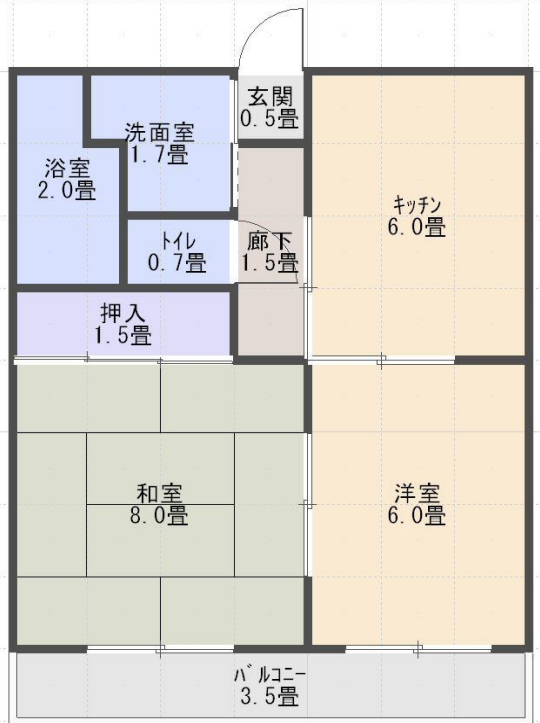 玄関
0.5畳
洗面室
1.7畳
浴室
2.0畳
キッチン
6.0畳
トイレ
0.7畳
廊下
1.5畳
押入
1.5畳
和室
8.0畳
洋室
6.0畳
バルコニー
3.5畳